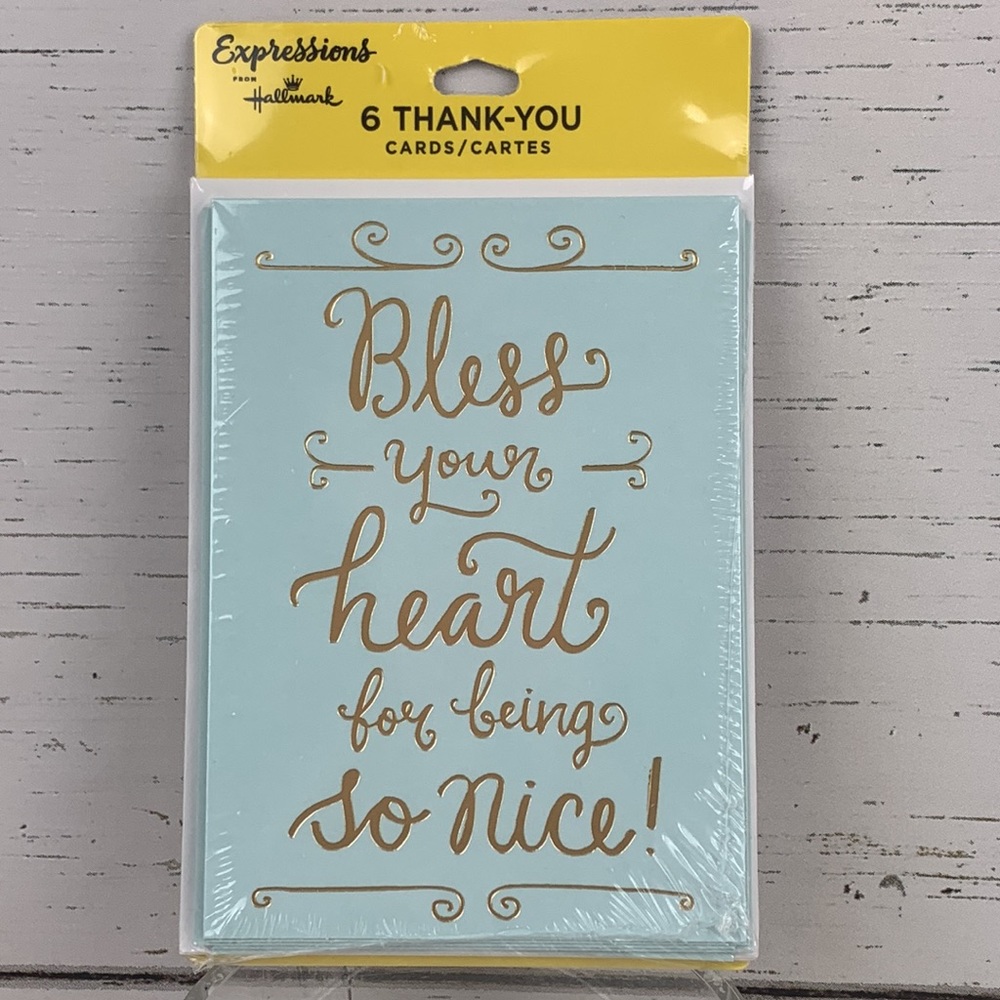 Expressions
FROM
Hallmark
6 THANK-YOU
CARDS/CARTES
Bless
your
heart
for being
so nice!